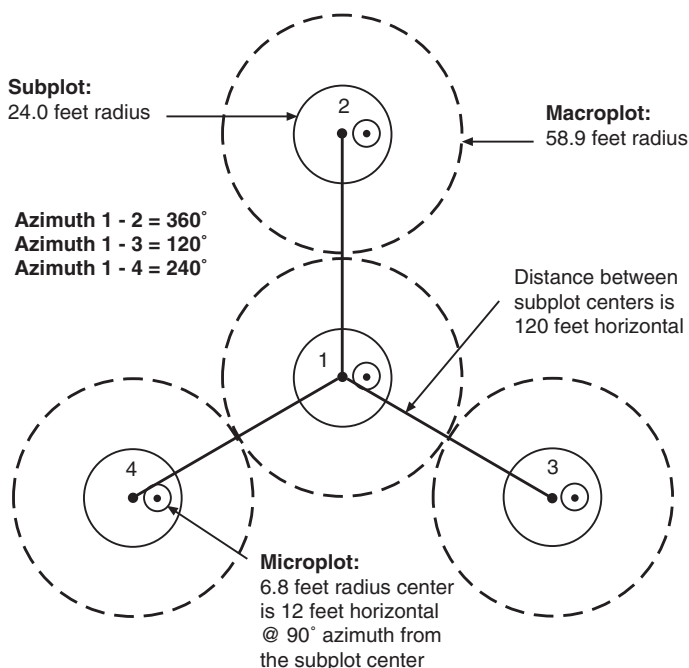 Subplot:
24.0 feet radius
2
Macroplot:
58.9 feet radius
Azimuth 1 - 2 = 360˚
Azimuth 1 - 3 = 120˚
Azimuth 1 - 4 = 240˚
Distance between
subplot centers is
120 feet horizontal
1
4
3
Microplot:
6.8 feet radius center
is 12 feet horizontal
@ 90˚ azimuth from
the subplot center